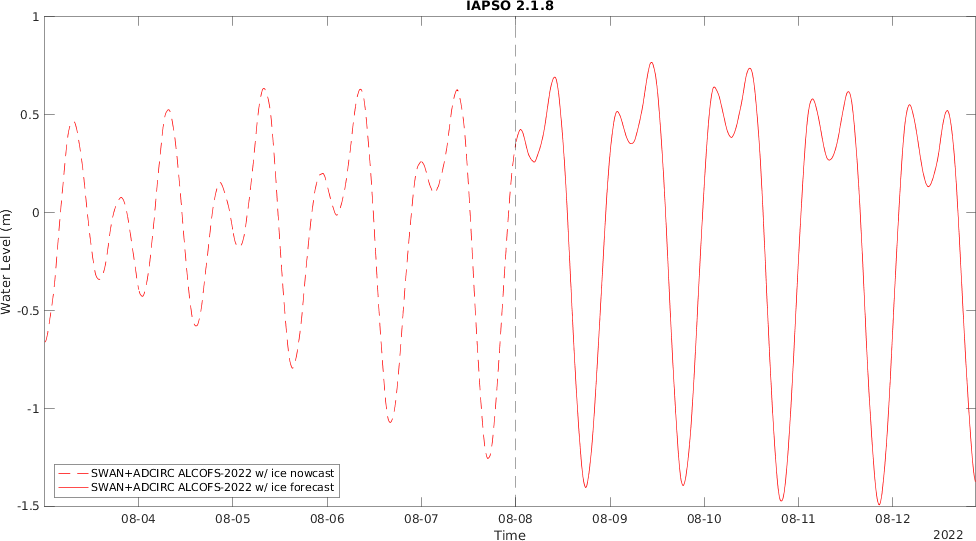 IAPSO 2.1.8
1
0.5
0
-0.5
-1
-1.5
Water Level (m)
SWAN+ADCIRC ALCOFS-2022 w/ ice nowcast
SWAN+ADCIRC ALCOFS-2022 w/ ice forecast
08-04 08-05 08-06 08-07 08-08 08-09 08-10 08-11 08-12
Time
2022